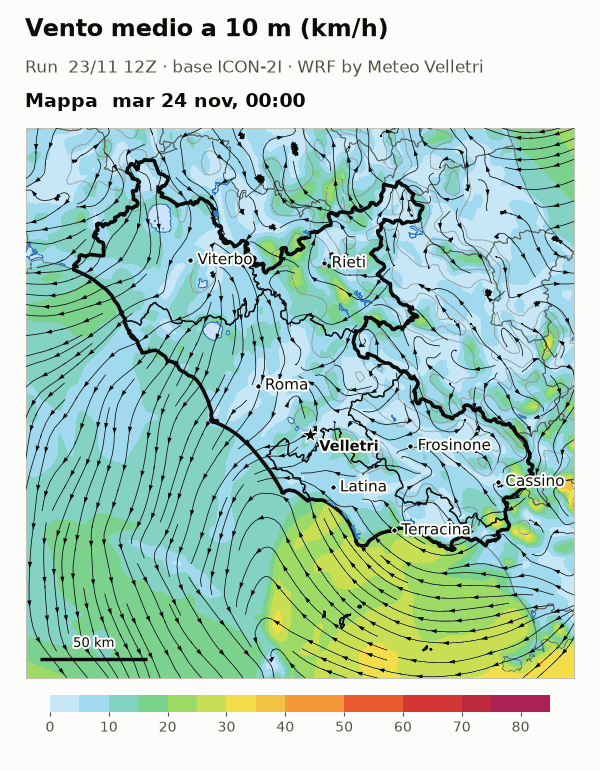 Vento medio a 10 m (km/h)
Run  23/11 12Z · base ICON-2I · WRF by Meteo Velletri
Mappa  mar 24 nov, 00:00
Viterbo
Rieti
Roma
Velletri
Frosinone
Cassino
Latina
Terracina
50 km
0 10 20 30 40 50 60 70 80